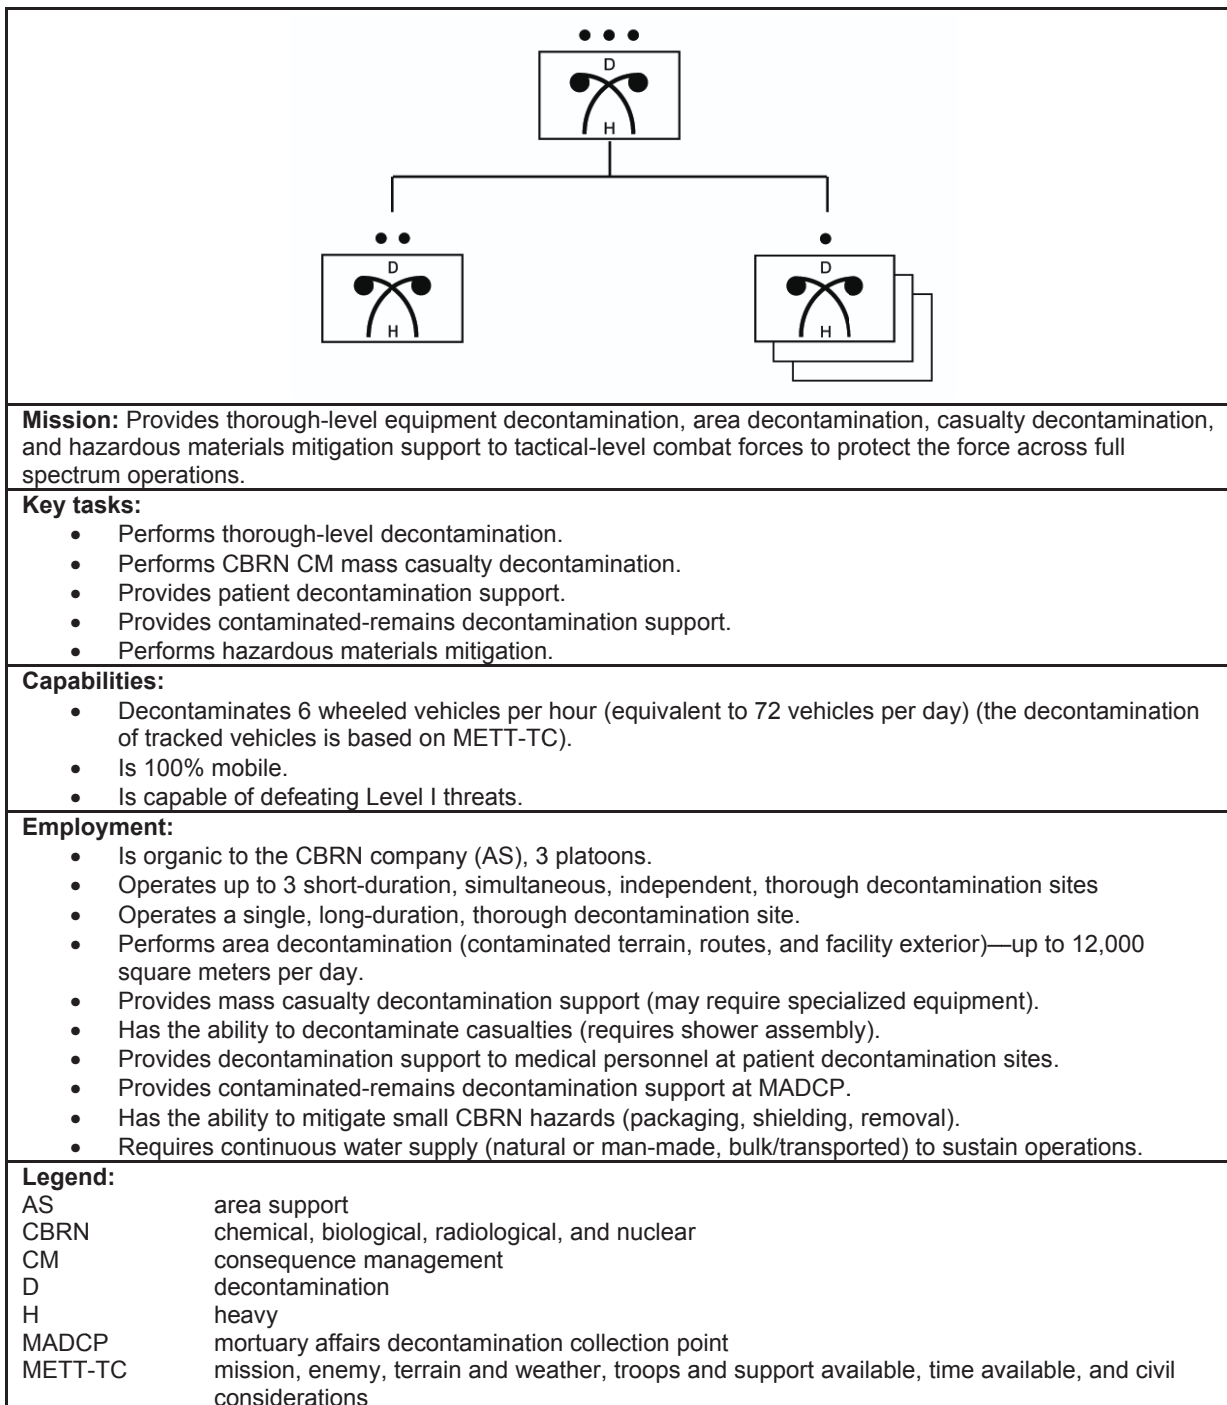 D
H
D
H
D
H
Mission: Provides thorough-level equipment decontamination, area decontamination, casualty decontamination,
and hazardous materials mitigation support to tactical-level combat forces to protect the force across full
spectrum operations.
Key tasks:
• Performs thorough-level decontamination.
• Performs CBRN CM mass casualty decontamination.
• Provides patient decontamination support.
• Provides contaminated-remains decontamination support.
• Performs hazardous materials mitigation.
Capabilities:
• Decontaminates 6 wheeled vehicles per hour (equivalent to 72 vehicles per day) (the decontamination
of tracked vehicles is based on METT-TC).
• Is 100% mobile.
• Is capable of defeating Level I threats.
Employment:
• Is organic to the CBRN company (AS), 3 platoons.
• Operates up to 3 short-duration, simultaneous, independent, thorough decontamination sites
• Operates a single, long-duration, thorough decontamination site.
• Performs area decontamination (contaminated terrain, routes, and facility exterior)—up to 12,000
square meters per day.
• Provides mass casualty decontamination support (may require specialized equipment).
• Has the ability to decontaminate casualties (requires shower assembly).
• Provides decontamination support to medical personnel at patient decontamination sites.
• Provides contaminated-remains decontamination support at MADCP.
• Has the ability to mitigate small CBRN hazards (packaging, shielding, removal).
• Requires continuous water supply (natural or man-made, bulk/transported) to sustain operations.
Legend:
AS area support
CBRN chemical, biological, radiological, and nuclear
CM consequence management
D decontamination
H heavy
MADCP mortuary affairs decontamination collection point
METT-TC mission, enemy, terrain and weather, troops and support available, time available, and civil
considerations